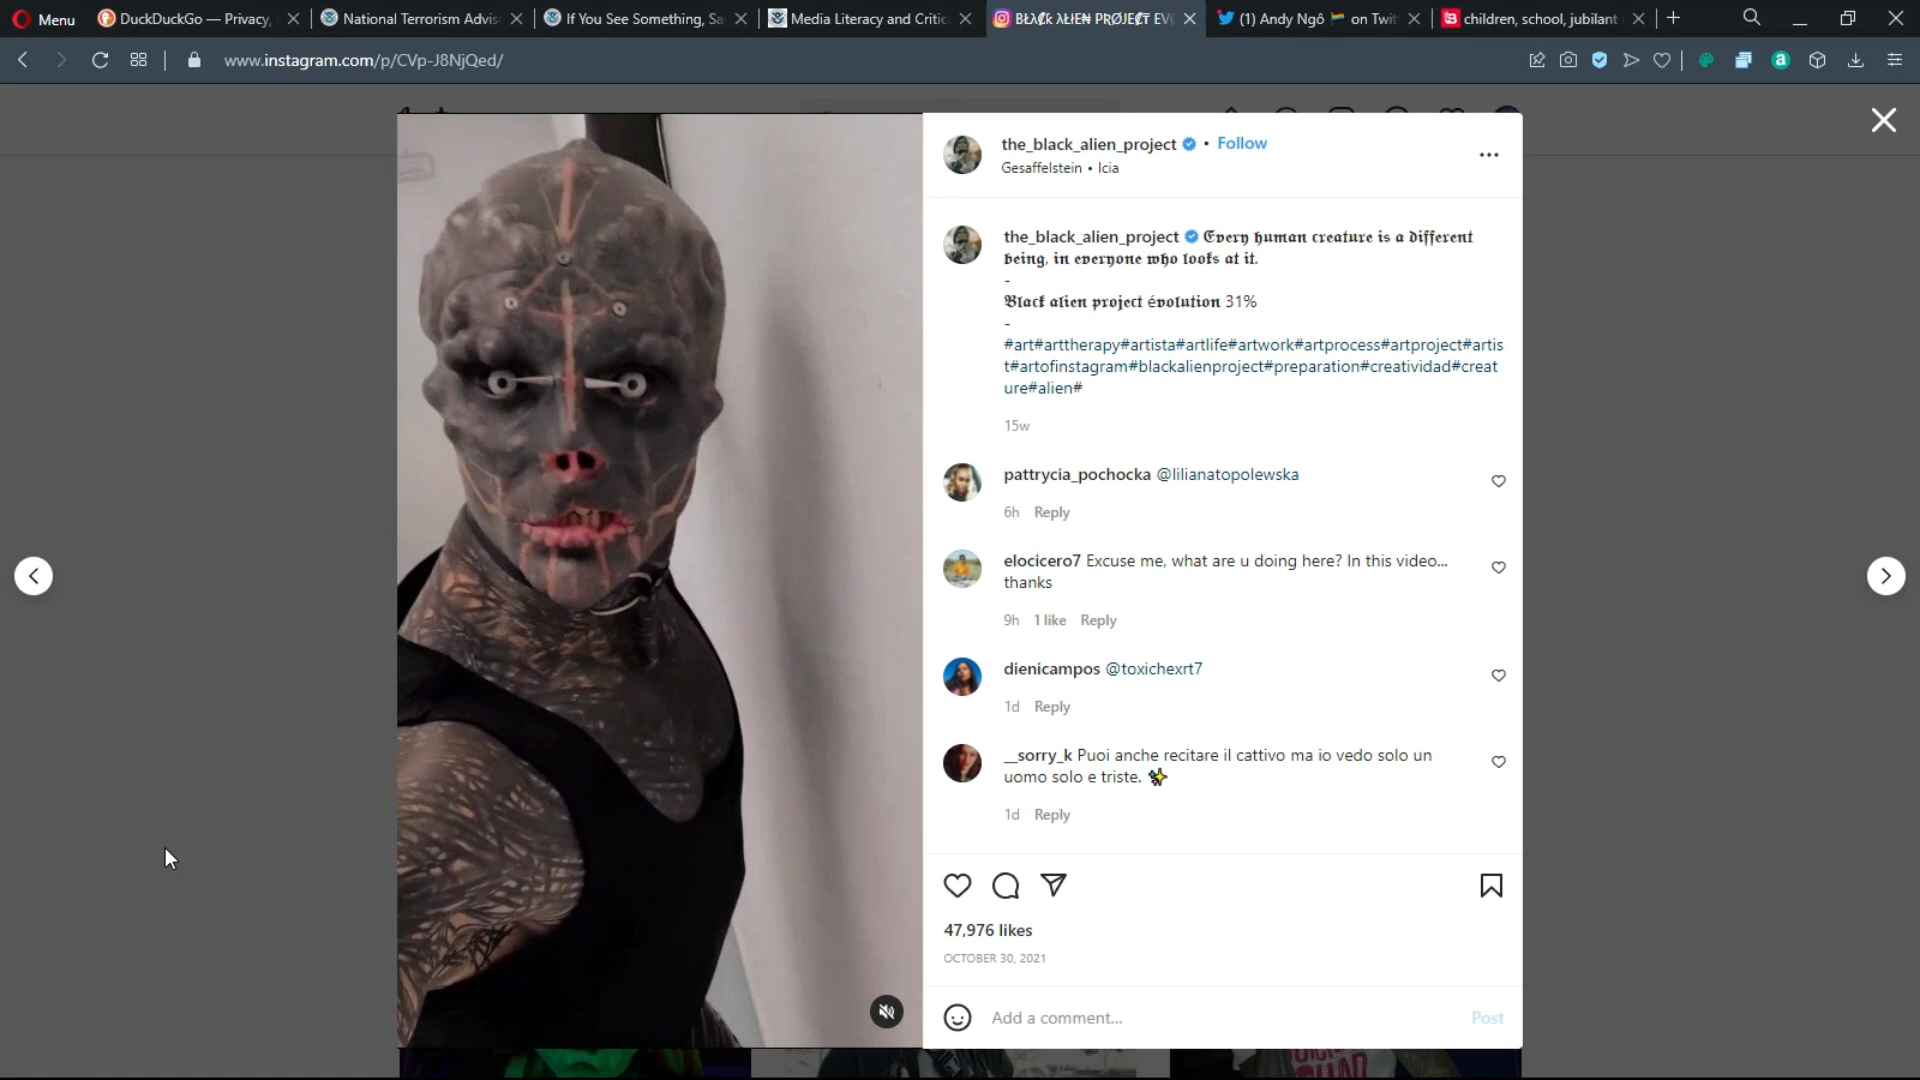 Menu
DuckDuckGo — Privacy,
National Terrorism Advis
If You See Something, Sa
Media Literacy and Critic
BŁλȻk λŁIEN PRØJEȻT EV
(1) Andy Ngô 🏳️‍🌈 on Twit
children, school, jubilant
www.instagram.com/p/CVp-J8NjQed/
the_black_alien_project • Follow
Gesaffelstein • Icia
the_black_alien_project 𝕰𝖛𝖊𝖗𝖞 𝖍𝖚𝖒𝖆𝖓 𝖈𝖗𝖊𝖆𝖙𝖚𝖗𝖊 𝖎𝖘 𝖆 𝖉𝖎𝖋𝖋𝖊𝖗𝖊𝖓𝖙
𝖇𝖊𝖎𝖓𝖌, 𝖎𝖓 𝖊𝖛𝖊𝖗𝖞𝖔𝖓𝖊 𝖜𝖍𝖔 𝖑𝖔𝖔𝖐𝖘 𝖆𝖙 𝖎𝖙.
-
𝕭𝖑𝖆𝖈𝖐 𝖆𝖑𝖎𝖊𝖓 𝖕𝖗𝖔𝖏𝖊𝖈𝖙 é𝖛𝖔𝖑𝖚𝖙𝖎𝖔𝖓 31%
-
#art#arttherapy#artista#artlife#artwork#artprocess#artproject#artis
t#artofinstagram#blackalienproject#preparation#creatividad#creat
ure#alien#
15w
pattrycia_pochocka @lilianatopolewska
6h Reply
elocicero7 Excuse me, what are u doing here? In this video...
thanks
9h 1 like Reply
dienicampos @toxichexrt7
1d Reply
__sorry_k Puoi anche recitare il cattivo ma io vedo solo un
uomo solo e triste. ✨
1d Reply
47,976 likes
OCTOBER 30, 2021
Add a comment...
Post